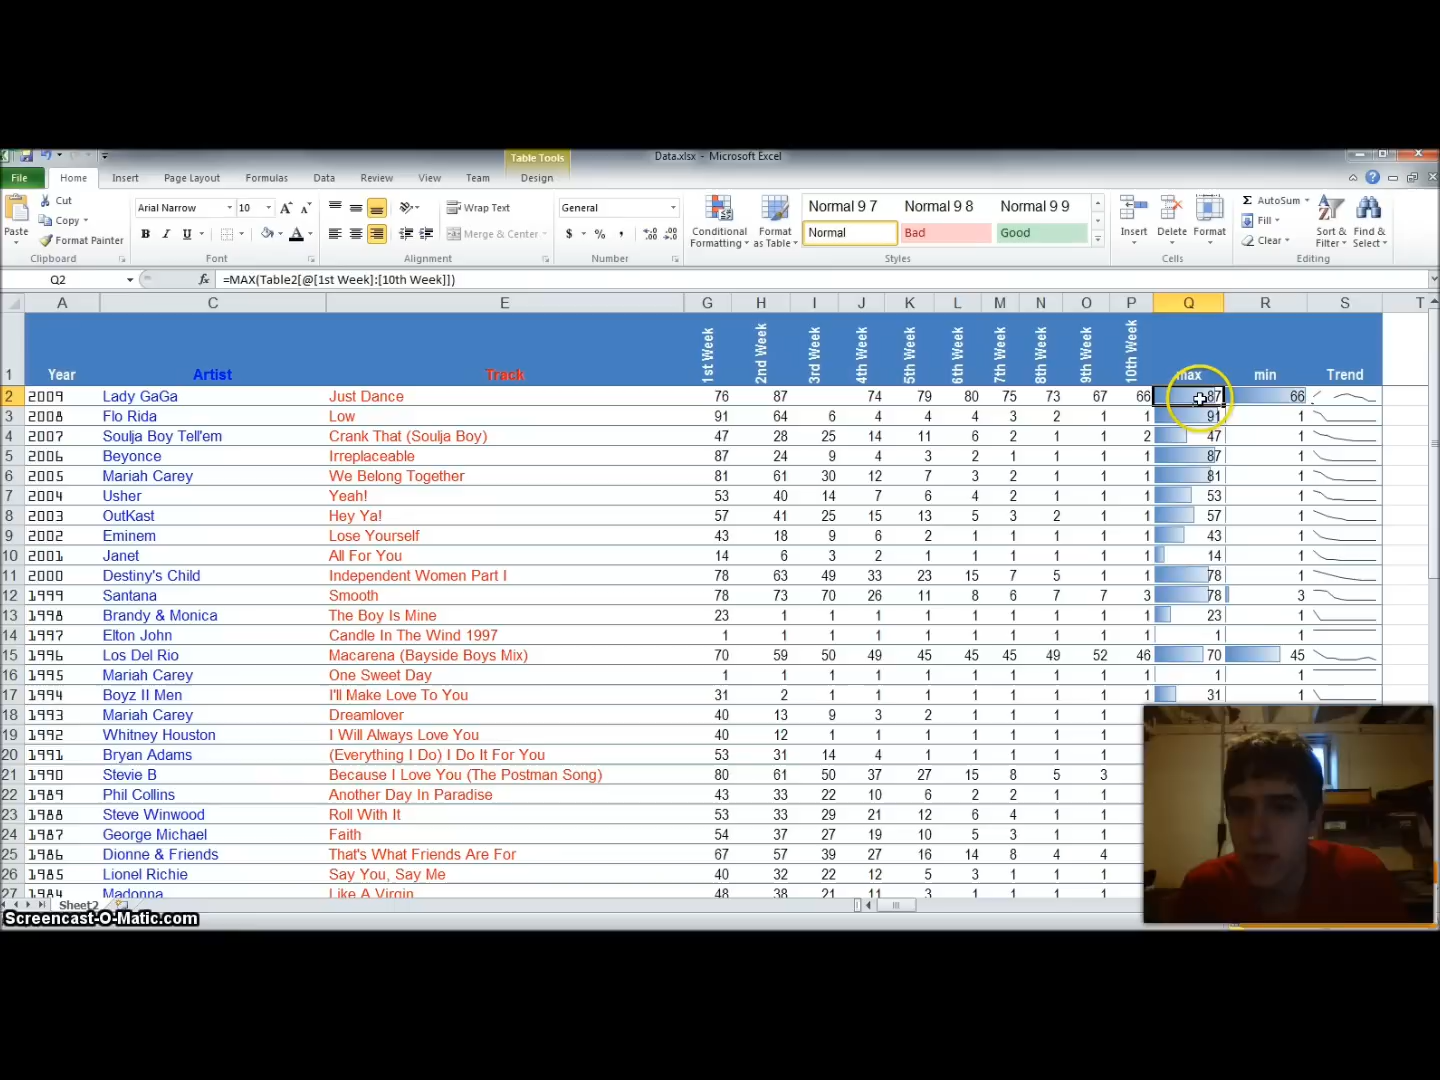 Table Tools
Data.xlsx - Microsoft Excel
File Home Insert Page Layout Formulas Data Review View Team Design
Paste
Cut
Copy
Format Painter
Clipboard
Arial Narrow 10
B I U
Font
Wrap Text
Merge & Center
Alignment
General
$ % ,
Number
Conditional Formatting
Format as Table
Normal 9 7 Normal 9 8 Normal 9 9
Normal Bad Good
Styles
Insert Delete Format
Cells
Σ AutoSum
Fill
Clear
Sort & Filter
Find & Select
Editing
Q2 fx =MAX(Table2[@[1st Week]:[10th Week]])
A C E G H I J K L M N O P Q R S T
1 Year Artist Track 1st Week 2nd Week 3rd Week 4th Week 5th Week 6th Week 7th Week 8th Week 9th Week 10th Week max min Trend
2 2009 Lady GaGa Just Dance 76 87 74 79 80 75 73 67 66 87 66
3 2008 Flo Rida Low 91 64 6 4 4 4 3 2 1 1 91 1
4 2007 Soulja Boy Tell'em Crank That (Soulja Boy) 47 28 25 14 11 6 2 1 1 2 47 1
5 2006 Beyonce Irreplaceable 87 24 9 4 3 2 1 1 1 1 87 1
6 2005 Mariah Carey We Belong Together 81 61 30 12 7 3 2 1 1 1 81 1
7 2004 Usher Yeah! 53 40 14 7 6 4 2 1 1 1 53 1
8 2003 OutKast Hey Ya! 57 41 25 15 13 5 3 2 1 1 57 1
9 2002 Eminem Lose Yourself 43 18 9 6 2 1 1 1 1 1 43 1
10 2001 Janet All For You 14 6 3 2 1 1 1 1 1 1 14 1
11 2000 Destiny's Child Independent Women Part I 78 63 49 33 23 15 7 5 1 1 78 1
12 1999 Santana Smooth 78 73 70 26 11 8 6 7 7 3 78 3
13 1998 Brandy & Monica The Boy Is Mine 23 1 1 1 1 1 1 1 1 1 23 1
14 1997 Elton John Candle In The Wind 1997 1 1 1 1 1 1 1 1 1 1 1 1
15 1996 Los Del Rio Macarena (Bayside Boys Mix) 70 59 50 49 45 45 45 49 52 46 70 45
16 1995 Mariah Carey One Sweet Day 1 1 1 1 1 1 1 1 1 1 1 1
17 1994 Boyz II Men I'll Make Love To You 31 2 1 1 1 1 1 1 1 1 31 1
18 1993 Mariah Carey Dreamlover 40 13 9 3 2 1 1 1 1
19 1992 Whitney Houston I Will Always Love You 40 12 1 1 1 1 1 1 1
20 1991 Bryan Adams (Everything I Do) I Do It For You 53 31 14 4 1 1 1 1 1
21 1990 Stevie B Because I Love You (The Postman Song) 80 61 50 37 27 15 8 5 3
22 1989 Phil Collins Another Day In Paradise 43 33 22 10 6 2 2 1 1
23 1988 Steve Winwood Roll With It 53 33 29 21 12 6 4 1 1
24 1987 George Michael Faith 54 37 27 19 10 5 3 1 1
25 1986 Dionne & Friends That's What Friends Are For 67 57 39 27 16 14 8 4 4
26 1985 Lionel Richie Say You, Say Me 40 32 22 12 5 3 1 1 1
27 1984 Madonna Like A Virgin 48 38 21 11 3 1 1 1 1
Sheet2
Screencast-O-Matic.com